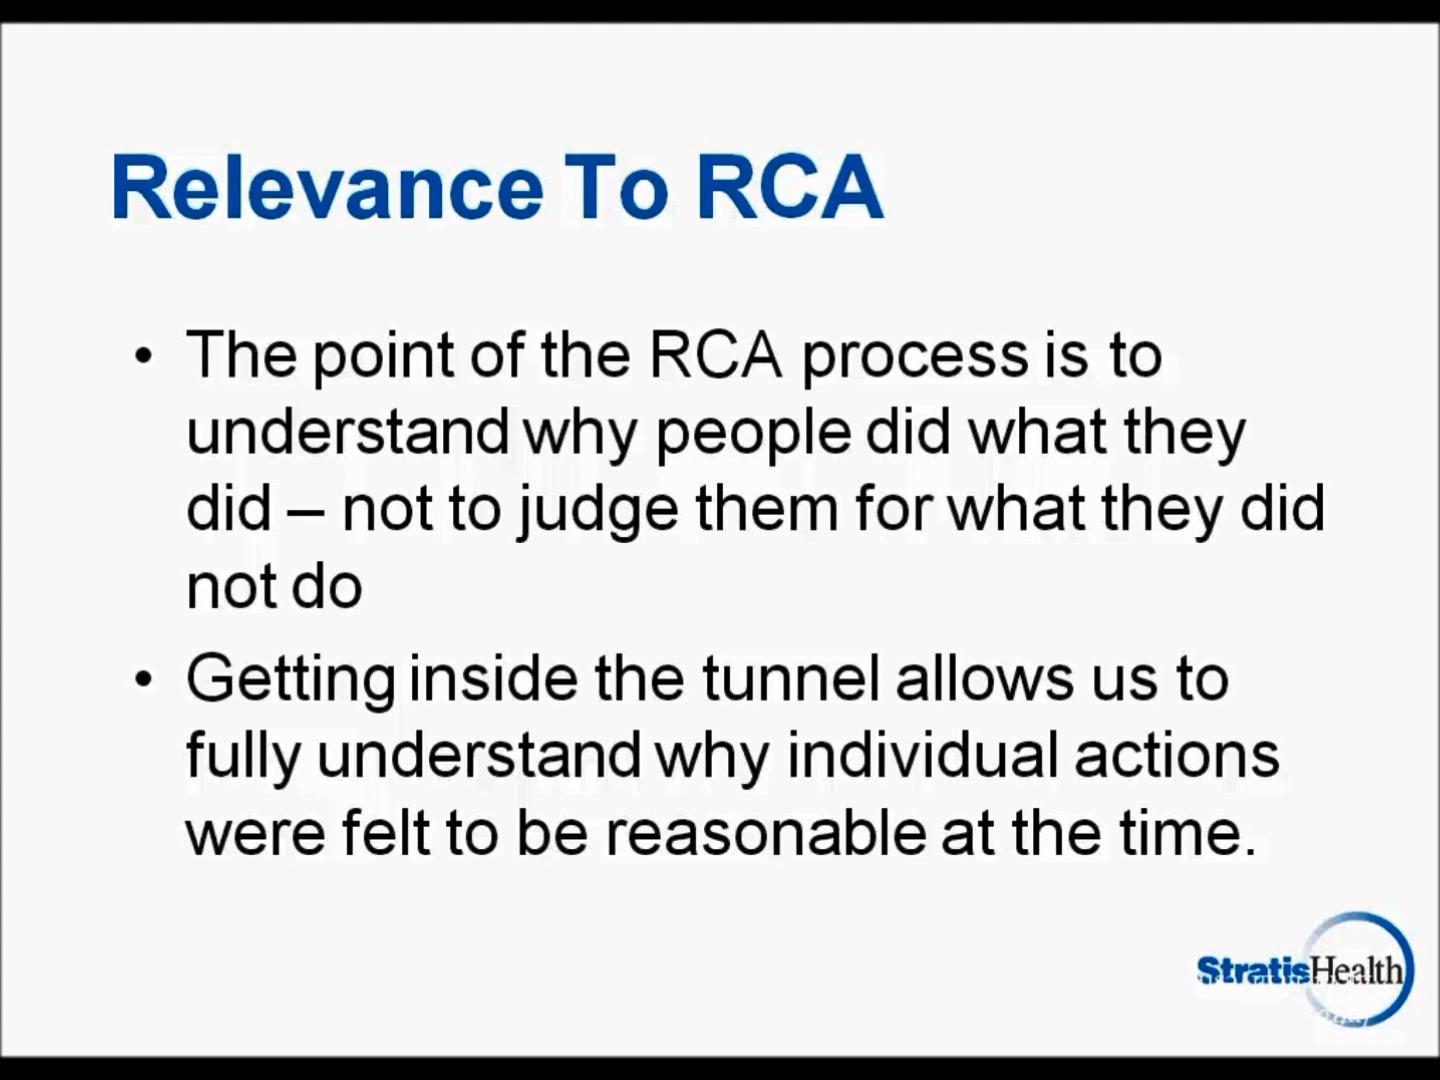 Relevance To RCA
• The point of the RCA process is to
understand why people did what they
did – not to judge them for what they did
not do
• Getting inside the tunnel allows us to
fully understand why individual actions
were felt to be reasonable at the time.
StratisHealth